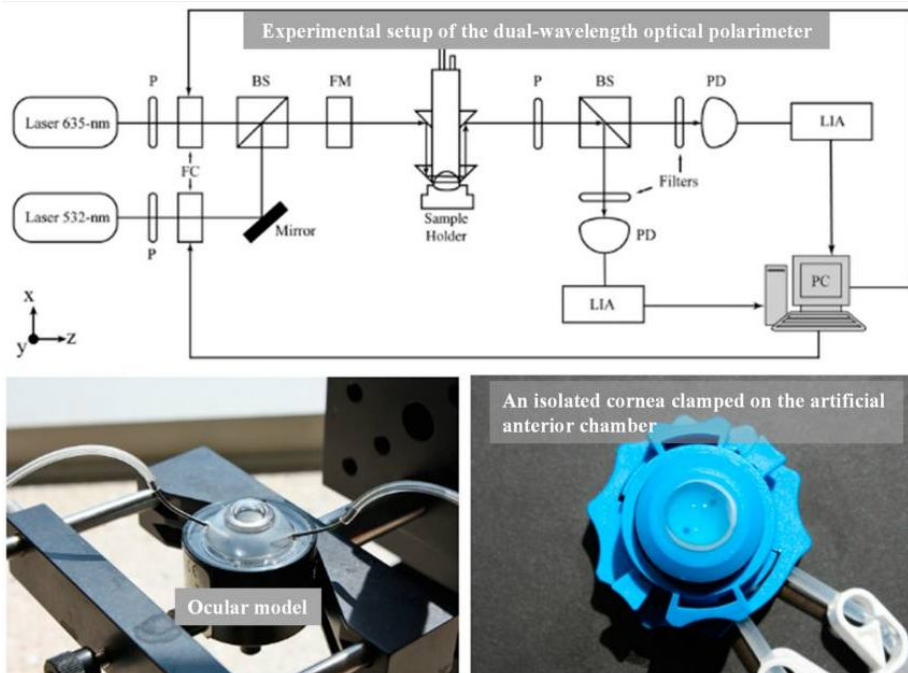 Experimental setup of the dual-wavelength optical polarimeter
P
BS
FM
P
BS
PD
Laser 635-nm
LIA
FC
Filters
Laser 532-nm
Mirror
Sample
Holder
PD
P
PC
LIA
x
y
z
An isolated cornea clamped on the artificial
anterior chamber
Ocular model